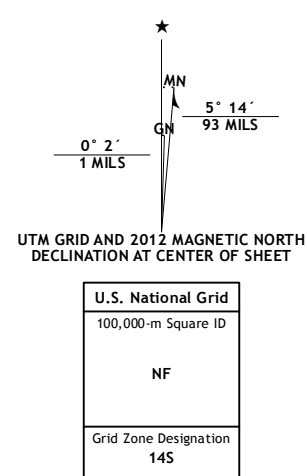 ★
MN
5° 14´
93 MILS
GN
0° 2´
1 MILS
UTM GRID AND 2012 MAGNETIC NORTH
DECLINATION AT CENTER OF SHEET
U.S. National Grid
100,000-m Square ID
NF
Grid Zone Designation
14S